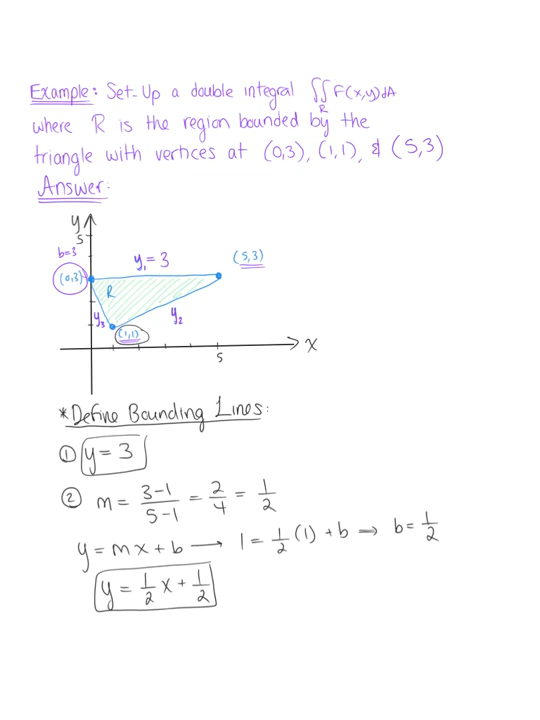 Example: Set-Up a double integral ∬_R F(x,y)dA
where R is the region bounded by the
triangle with vertices at (0,3), (1,1), & (5,3)
Answer:
y
5
b=3
y₁ = 3
(5,3)
(0,3)
R
y₃
y₂
(1,1)
5
x
*Define Bounding Lines:
① y = 3
② m = (3-1)/(5-1) = 2/4 = 1/2
y = mx + b → 1 = 1/2 (1) + b → b = 1/2
y = 1/2 x + 1/2